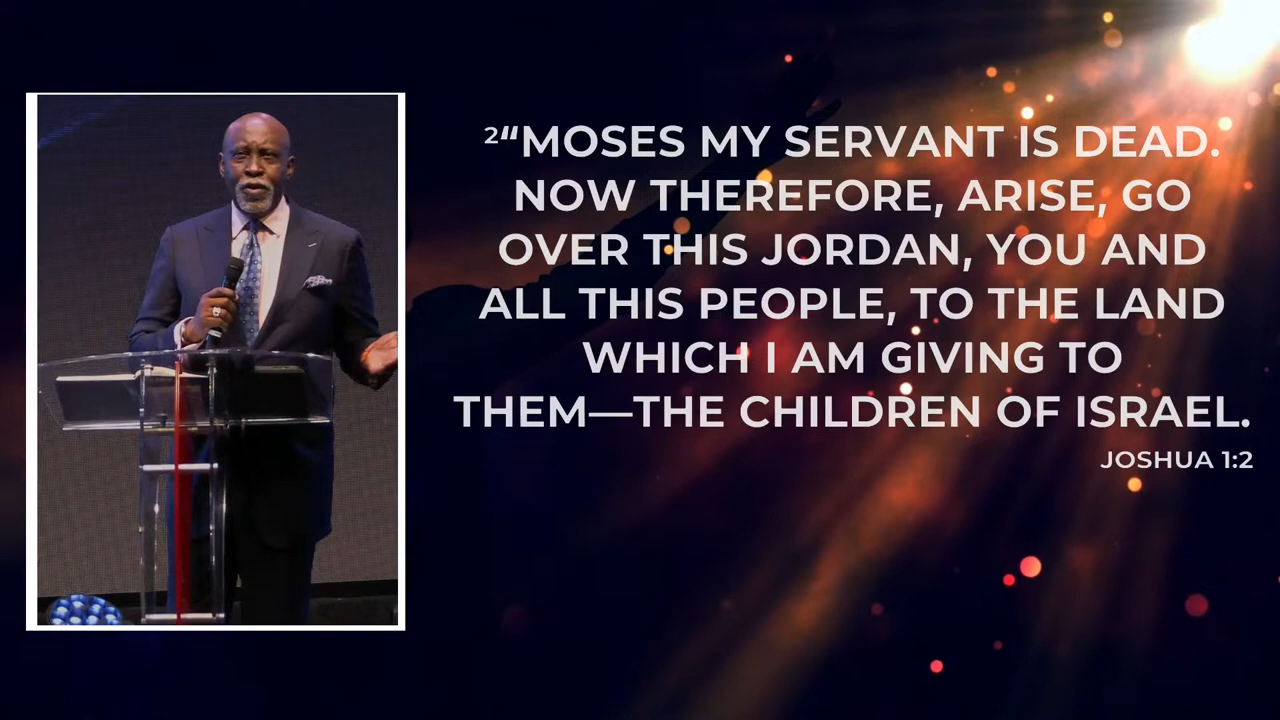 ²“MOSES MY SERVANT IS DEAD.
NOW THEREFORE, ARISE, GO
OVER THIS JORDAN, YOU AND
ALL THIS PEOPLE, TO THE LAND
WHICH I AM GIVING TO
THEM—THE CHILDREN OF ISRAEL.
JOSHUA 1:2